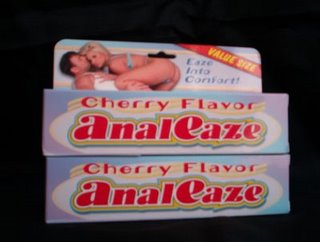 VALUE SIZE
Eaze
Into
Comfort!
Cherry Flavor
AnalEaze
Cherry Flavor
AnalEaze